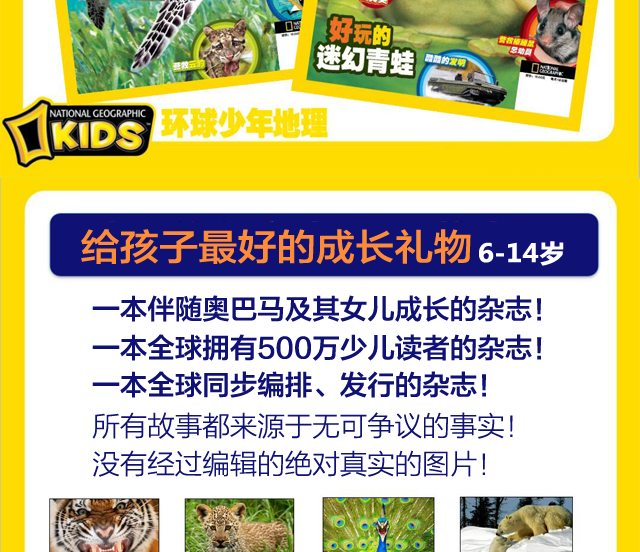 好玩的
迷幻青蛙
酷酷的发明
NATIONAL GEOGRAPHIC
KIDS
环球少年地理
给孩子最好的成长礼物 6-14岁
一本伴随奥巴马及其女儿成长的杂志！
一本全球拥有500万少儿读者的杂志！
一本全球同步编排、发行的杂志！
所有故事都来源于无可争议的事实！
没有经过编辑的绝对真实的图片！